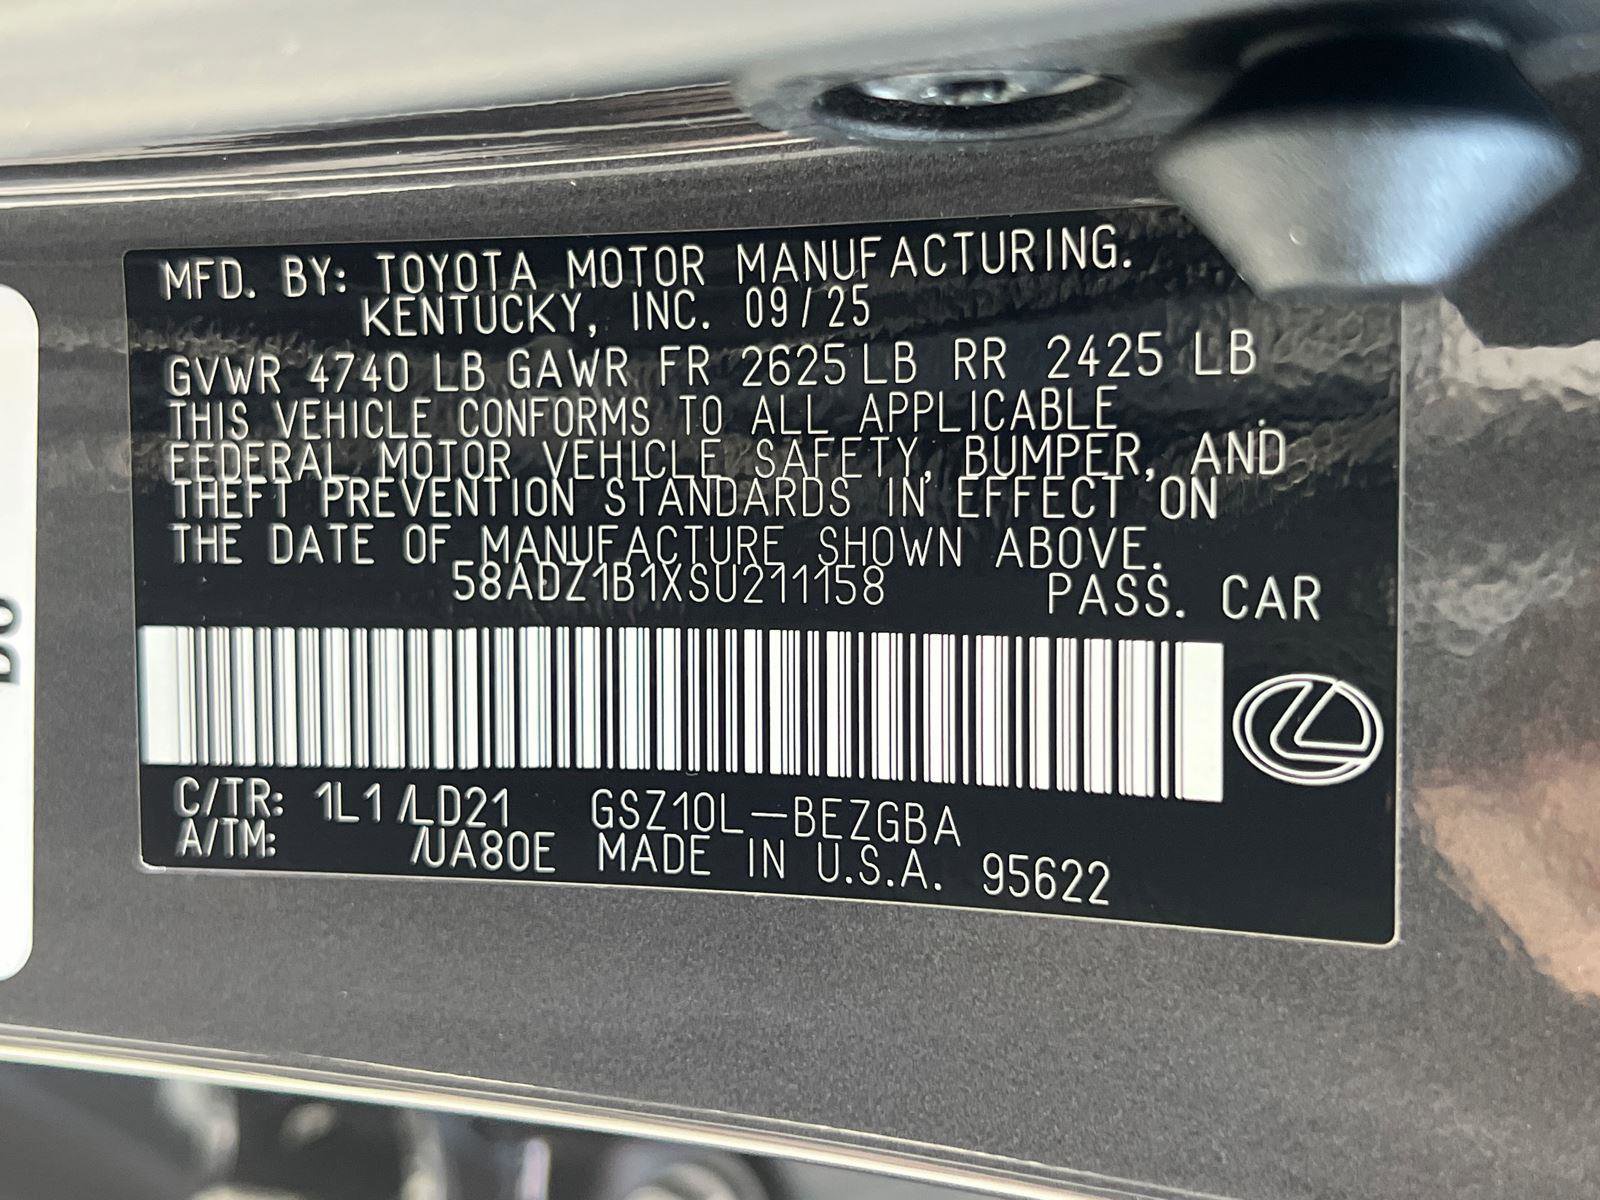 MFD. BY: TOYOTA MOTOR MANUFACTURING.
KENTUCKY, INC. 09/25
GVWR 4740 LB GAWR FR 2625 LB RR 2425 LB
THIS VEHICLE CONFORMS TO ALL APPLICABLE
FEDERAL MOTOR VEHICLE SAFETY, BUMPER, AND
THEFT PREVENTION STANDARDS IN EFFECT ON
THE DATE OF MANUFACTURE SHOWN ABOVE.
58ADZ1B1XSU211158 PASS. CAR
C/TR: 1L1/LD21 GSZ10L-BEZGBA
A/TM: /UA80E MADE IN U.S.A. 95622